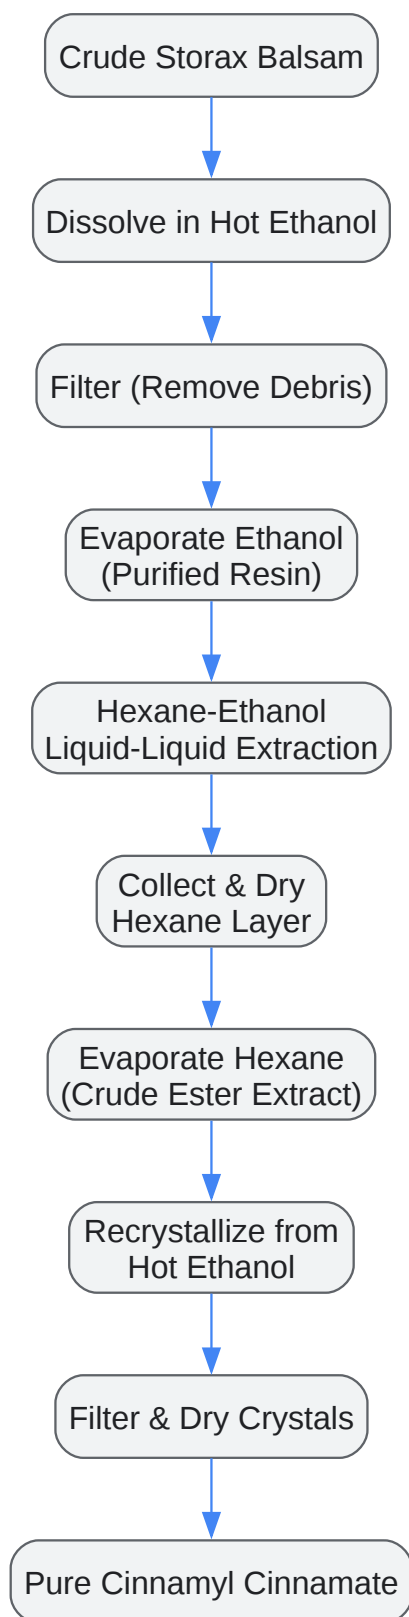 Crude Storax Balsam
Dissolve in Hot Ethanol
Filter (Remove Debris)
Evaporate Ethanol
(Purified Resin)
Hexane-Ethanol
Liquid-Liquid Extraction
Collect & Dry
Hexane Layer
Evaporate Hexane
(Crude Ester Extract)
Recrystallize from
Hot Ethanol
Filter & Dry Crystals
Pure Cinnamyl Cinnamate